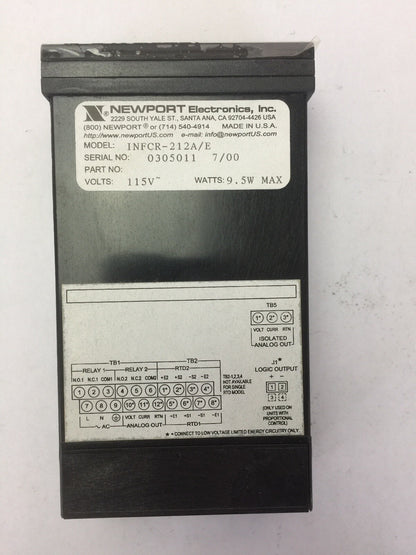 N. NEWPORT Electronics, Inc.
2229 SOUTH YALE ST., SANTA ANA, CA 92704-4426 USA
(800) NEWPORT® or (714) 540-4914 MADE IN U.S.A.
http://www.newportUS.com e-mail: info@newportUS.com
MODEL: INFCR-212A/E
SERIAL NO: 0305011 7/00
PART NO:
VOLTS: 115V~ WATTS: 9.5W MAX
TB5
1* 2* 3*
VOLT CURR RTN
ISOLATED
ANALOG OUT
TB1 TB2
RELAY 1 RELAY 2 RTD2
N.O.1 N.C.1 COM1 N.O.2 N.C.2 COM2 +E2 +S2 -S2 -E2
1 2 3 4 5 6 1* 2* 3* 4*
7 8 9 10* 11* 12* 5* 6* 7* 8*
L N VOLT CURR RTN +E1 +S1 -S1 -E1
~ AC ANALOG OUT RTD1
TB2-1,2,3,4
NOT AVAILABLE
FOR SINGLE
RTD MODEL
J1*
LOGIC OUTPUT
+ -
1 2
3 4
(ONLY USED ON
UNITS WITH
PROPORTIONAL
CONTROL)
* = CONNECT TO LOW VOLTAGE LIMITED ENERGY CIRCUITRY ONLY